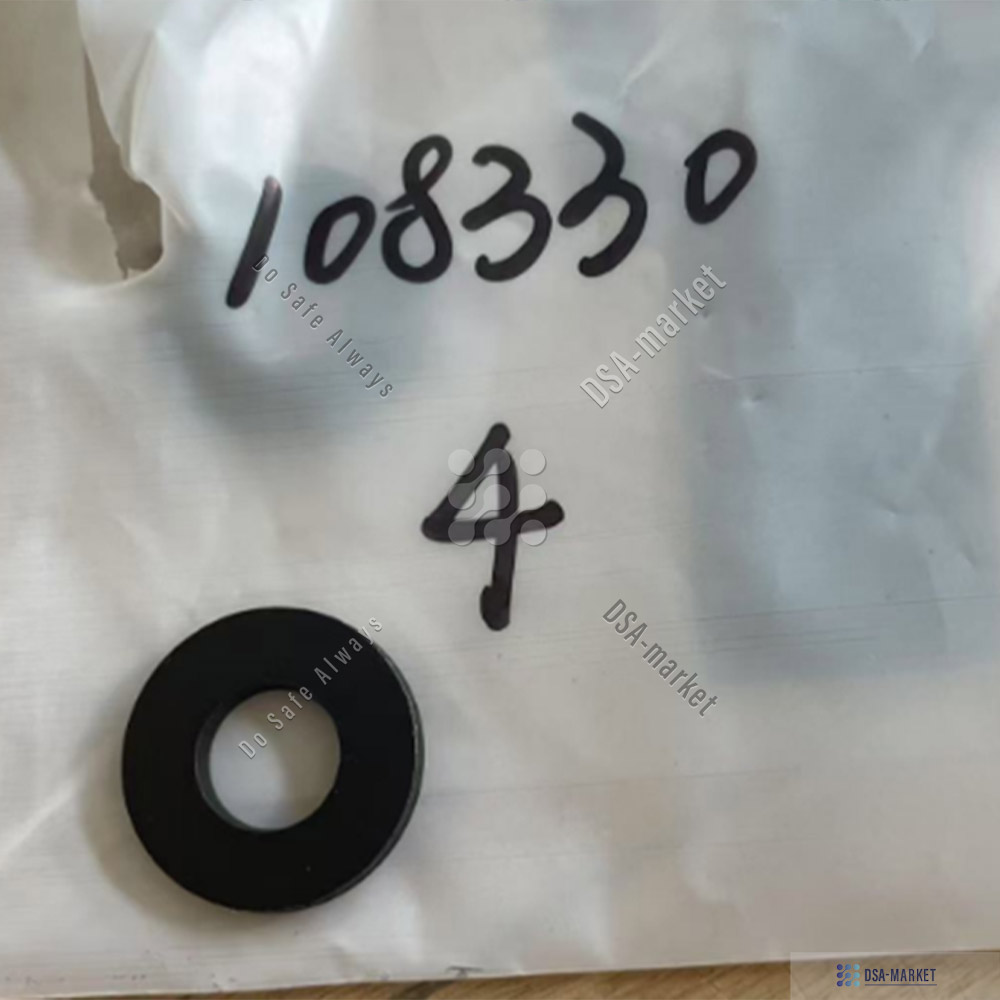 108330
Do Safe Always
DSA-market
4
Do Safe Always
DSA-market
DSA-MARKET